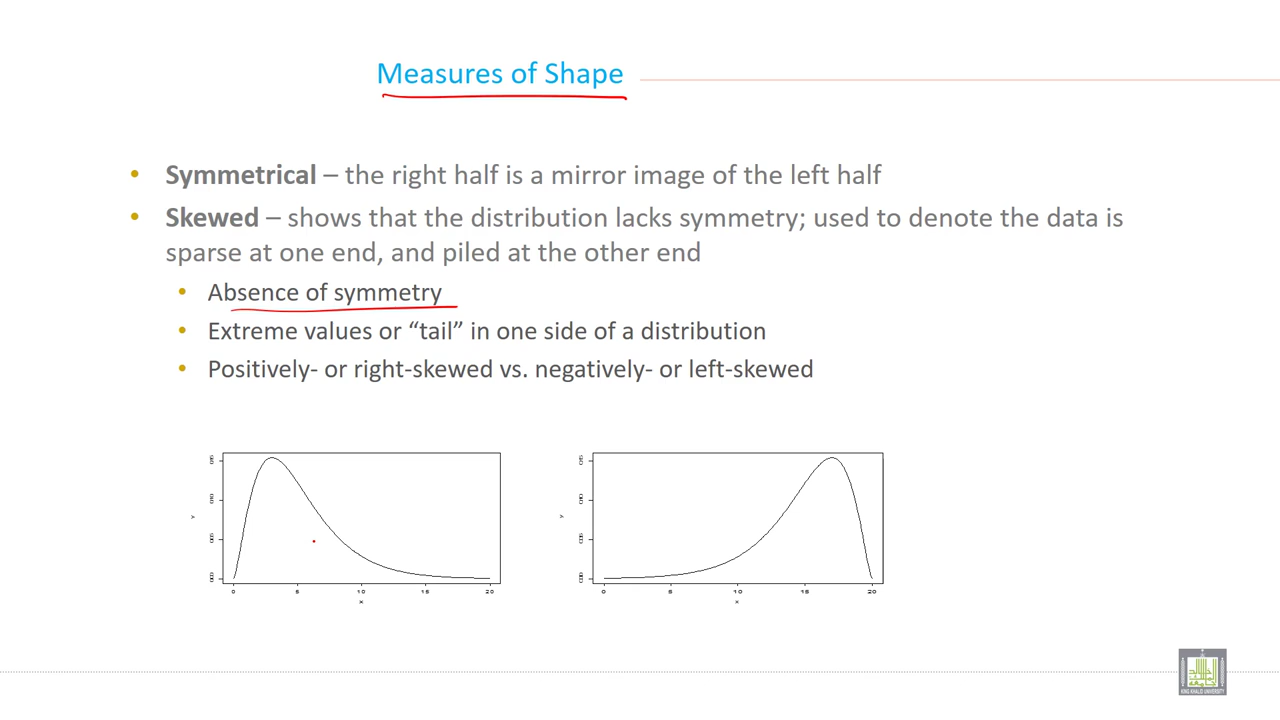 Measures of Shape
• Symmetrical – the right half is a mirror image of the left half
• Skewed – shows that the distribution lacks symmetry; used to denote the data is
sparse at one end, and piled at the other end
• Absence of symmetry
• Extreme values or “tail” in one side of a distribution
• Positively- or right-skewed vs. negatively- or left-skewed
0 5 10 15 20
x
0 5 10 15 20
x
KING KHALID UNIVERSITY